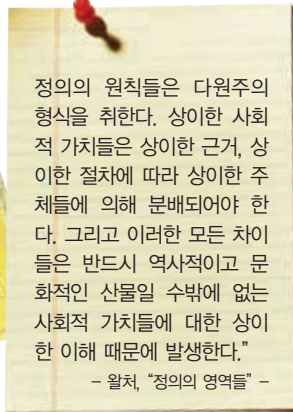 정의의 원칙들은 다원주의
형식을 취한다. 상이한 사회
적 가치들은 상이한 근거, 상
이한 절차에 따라 상이한 주
체들에 의해 분배되어야 한
다. 그리고 이러한 모든 차이
들은 반드시 역사적이고 문
화적인 산물일 수밖에 없는
사회적 가치들에 대한 상이
한 이해 때문에 발생한다.”
– 왈처, “정의의 영역들” –